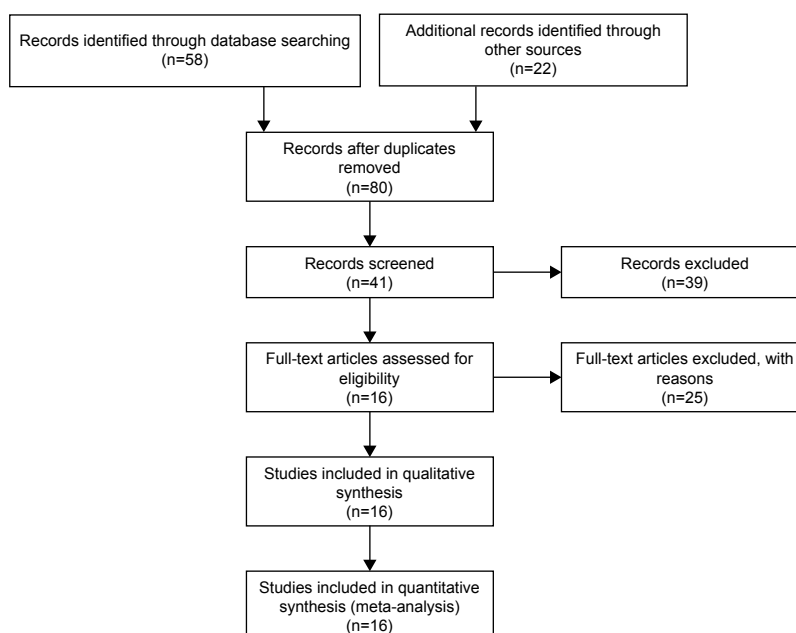 Records identified through database searching
(n=58)
Additional records identified through
other sources
(n=22)
Records after duplicates
removed
(n=80)
Records screened
(n=41)
Records excluded
(n=39)
Full-text articles assessed for
eligibility
(n=16)
Full-text articles excluded, with
reasons
(n=25)
Studies included in qualitative
synthesis
(n=16)
Studies included in quantitative
synthesis (meta-analysis)
(n=16)